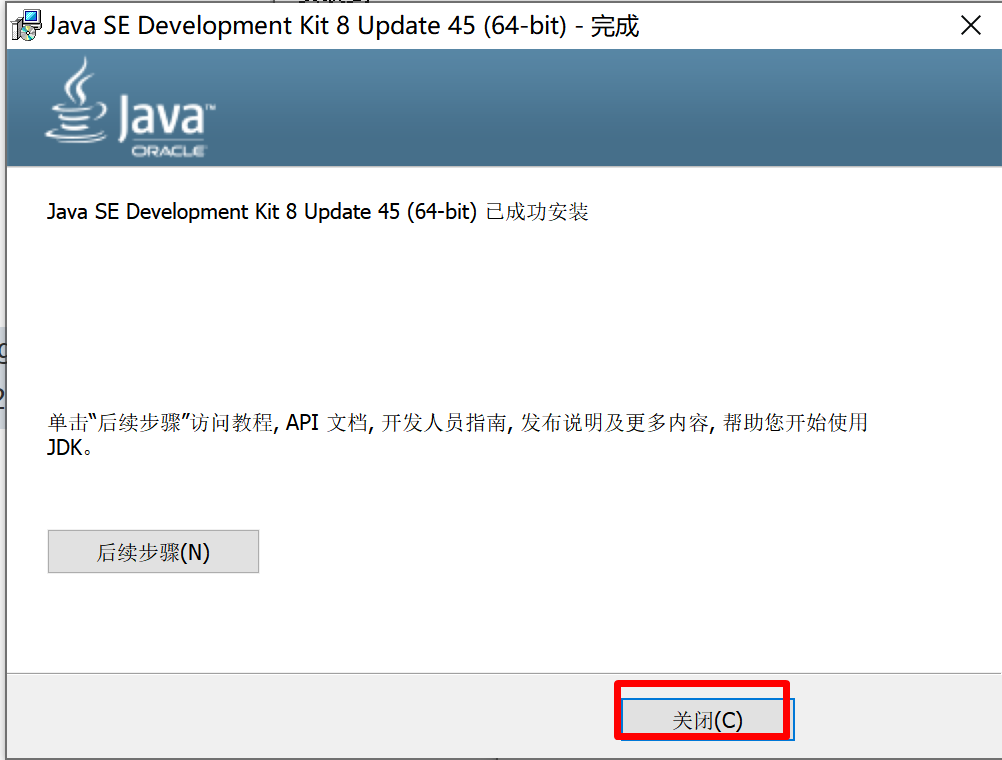 Java SE Development Kit 8 Update 45 (64-bit) - 完成
Java™
ORACLE
Java SE Development Kit 8 Update 45 (64-bit) 已成功安装
单击“后续步骤”访问教程, API 文档, 开发人员指南, 发布说明及更多内容, 帮助您开始使用
JDK。
后续步骤(N)
关闭(C)